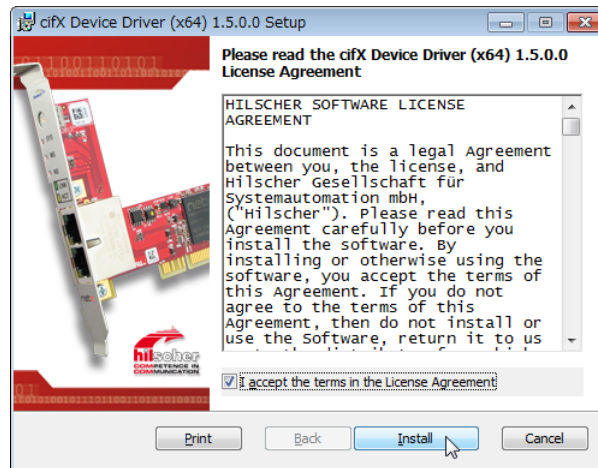 cifX Device Driver (x64) 1.5.0.0 Setup
Please read the cifX Device Driver (x64) 1.5.0.0
License Agreement
HILSCHER SOFTWARE LICENSE
AGREEMENT
This document is a legal Agreement
between you, the license, and
Hilscher Gesellschaft für
Systemautomation mbH,
("Hilscher"). Please read this
Agreement carefully before you
install the software. By
installing or otherwise using the
software, you accept the terms of
this Agreement. If you do not
agree to the terms of this
Agreement, then do not install or
use the Software, return it to us
hilscher
COMPETENCE IN
COMMUNICATION
I accept the terms in the License Agreement
Print
Back
Install
Cancel